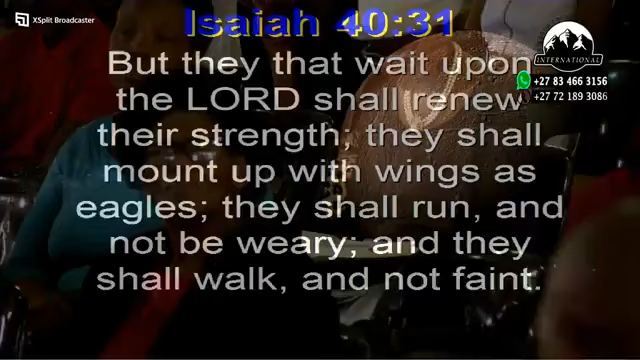 XSplit Broadcaster
Isaiah 40:31
But they that wait upon
the LORD shall renew
their strength; they shall
mount up with wings as
eagles; they shall run, and
not be weary; and they
shall walk, and not faint.
INTERNATIONAL
+27 83 466 3156
+27 72 189 3086